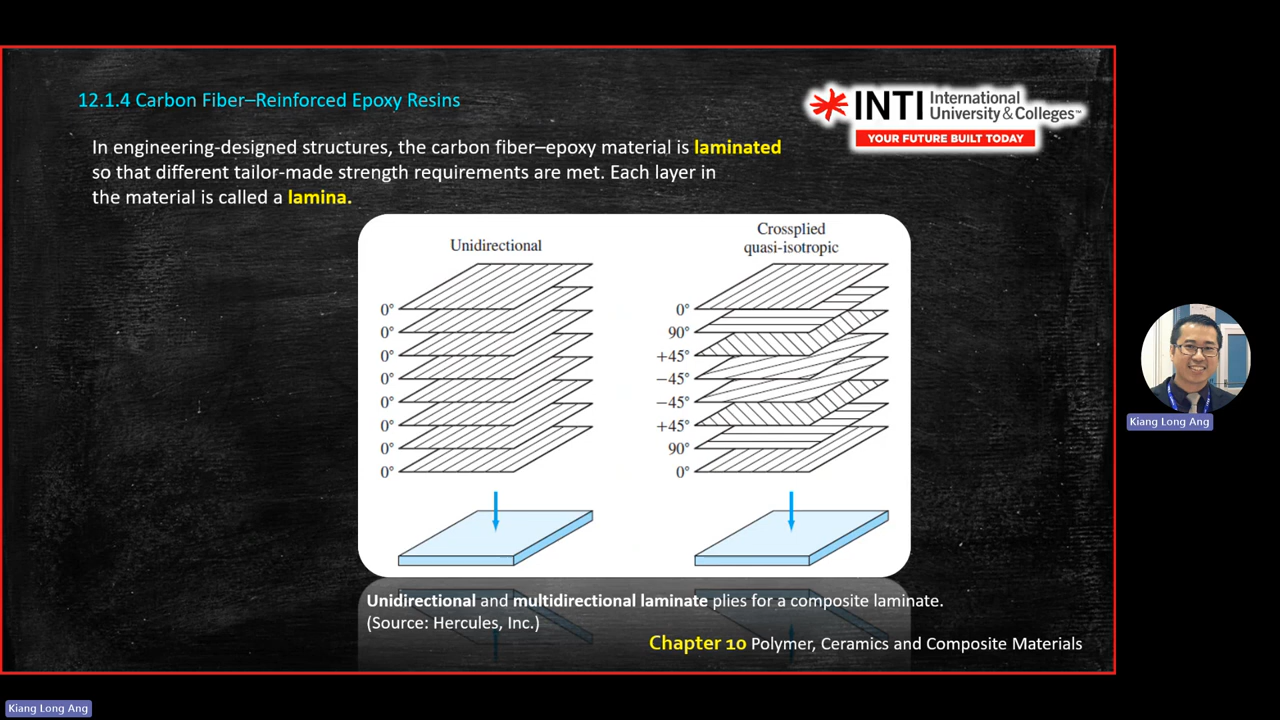 12.1.4 Carbon Fiber–Reinforced Epoxy Resins
INTI International
University & Colleges™
YOUR FUTURE BUILT TODAY
In engineering-designed structures, the carbon fiber–epoxy material is laminated
so that different tailor-made strength requirements are met. Each layer in
the material is called a lamina.
Unidirectional
0°
0°
0°
0°
0°
0°
0°
0°
Crossplied
quasi-isotropic
0°
90°
+45°
−45°
−45°
+45°
90°
0°
Unidirectional and multidirectional laminate plies for a composite laminate.
(Source: Hercules, Inc.)
Chapter 10 Polymer, Ceramics and Composite Materials
Kiang Long Ang
Kiang Long Ang